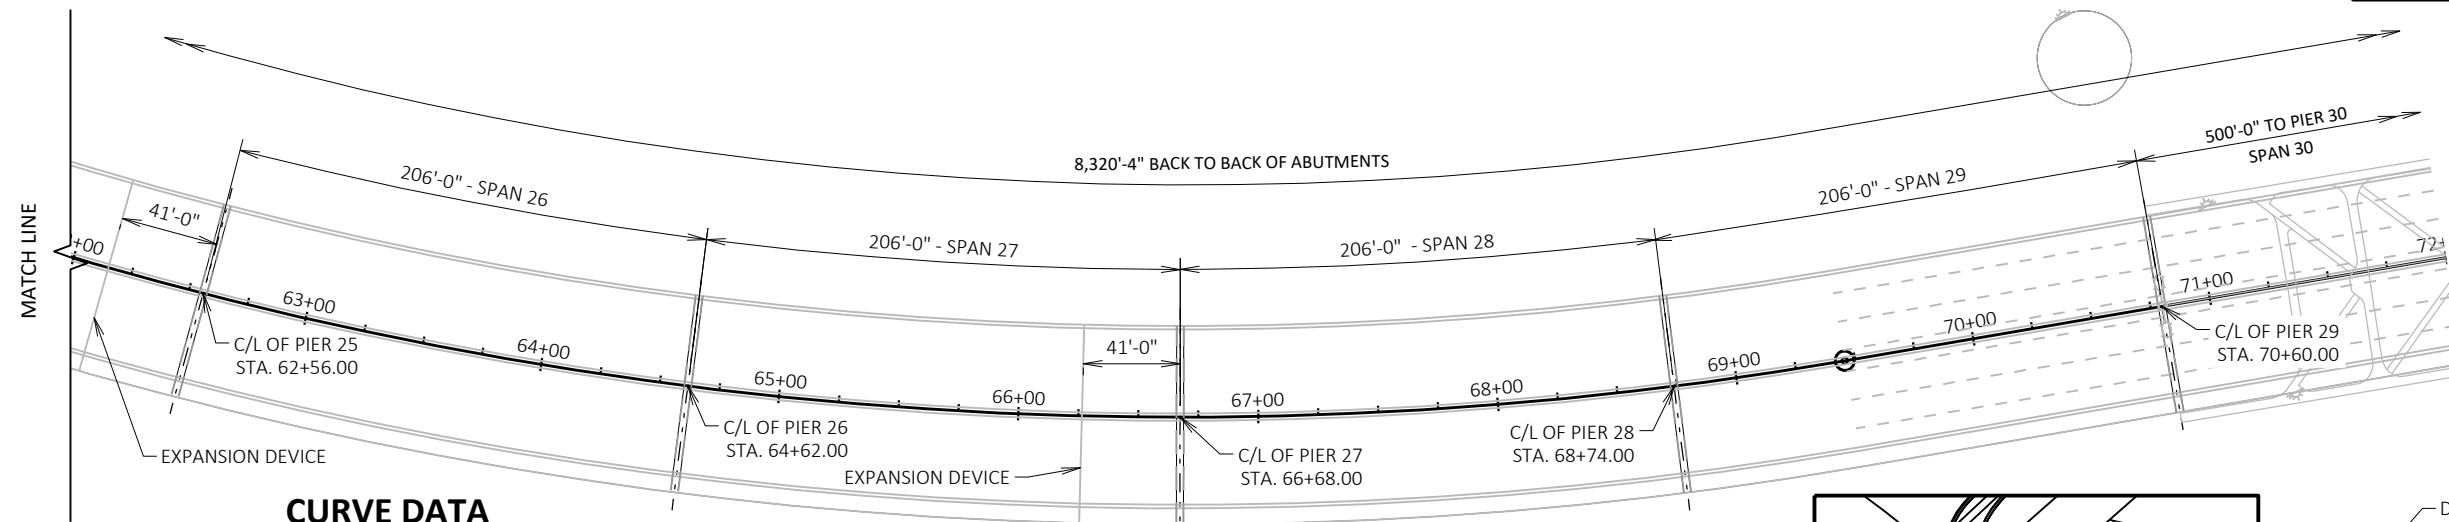 8,320'-4" BACK TO BACK OF ABUTMENTS
500'-0" TO PIER 30
SPAN 30
206'-0" - SPAN 26
206'-0" - SPAN 27
206'-0" - SPAN 28
206'-0" - SPAN 29
MATCH LINE
41'-0"
41'-0"
+00
63+00
64+00
65+00
66+00
67+00
68+00
69+00
70+00
71+00
72+
C/L OF PIER 25
STA. 62+56.00
C/L OF PIER 26
STA. 64+62.00
C/L OF PIER 27
STA. 66+68.00
C/L OF PIER 28
STA. 68+74.00
C/L OF PIER 29
STA. 70+60.00
EXPANSION DEVICE
EXPANSION DEVICE
CURVE DATA
D